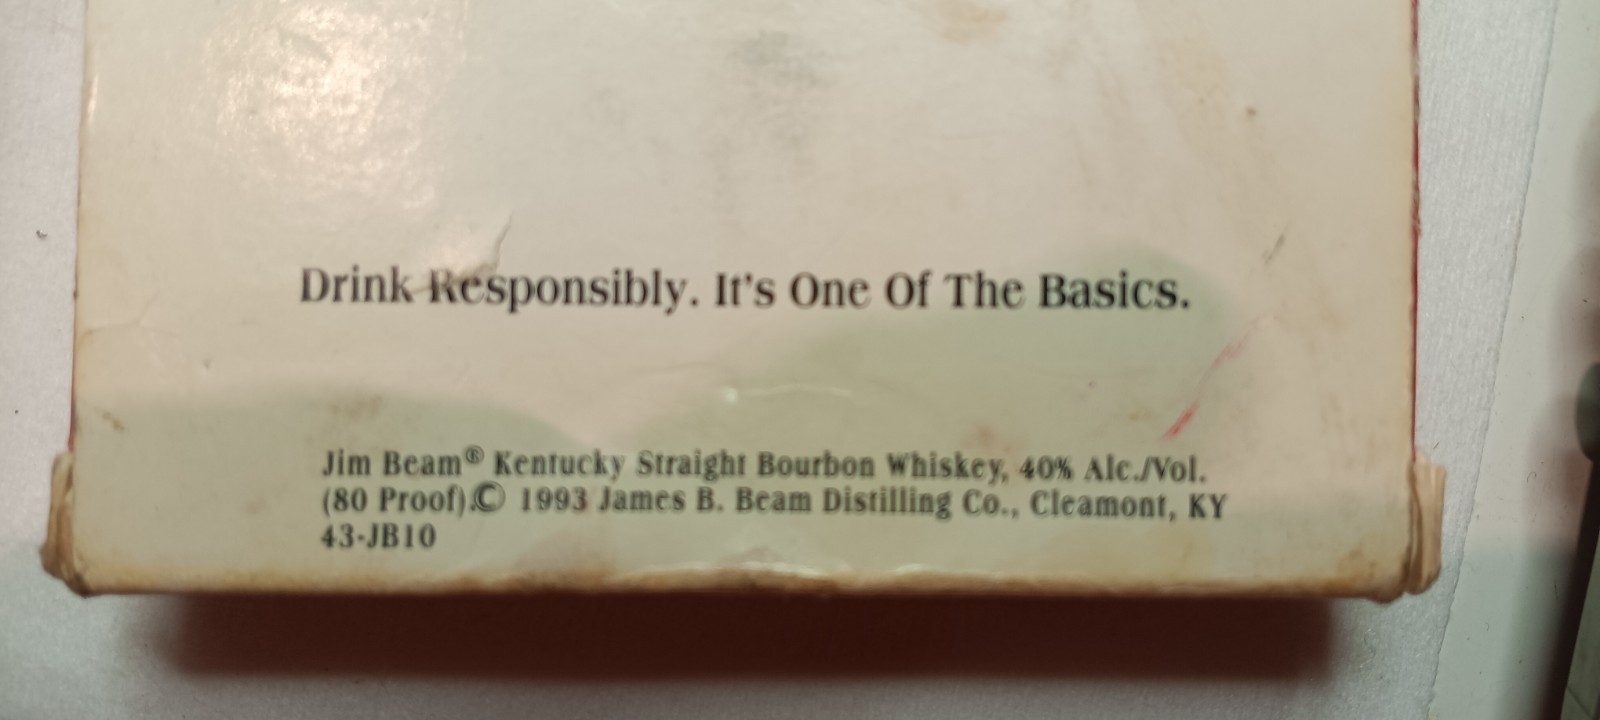 Drink Responsibly. It's One Of The Basics.
Jim Beam® Kentucky Straight Bourbon Whiskey, 40% Alc./Vol.
(80 Proof).© 1993 James B. Beam Distilling Co., Cleamont, KY
43-JB10